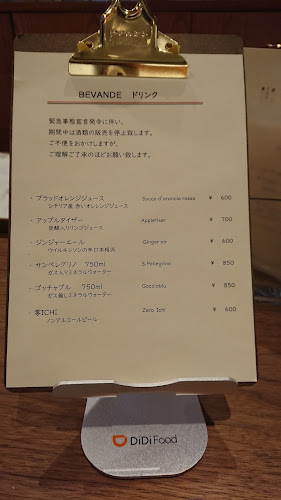 BEVANDE ドリンク
緊急事態宣言発令に伴い、
期間中は酒類の販売を停止致します。
ご不便をおかけしますが、
ご理解ご了承のほどお願い致します。
・ブラッドオレンジジュース Succo d'arancia rossa ¥ 600
シチリア産 赤いオレンジジュース
・アップルタイザー Appletiser ¥ 700
炭酸入りリンゴジュース
・ジンジャーエール Ginger air ¥ 600
ウイルキンソンの辛口本格派
・サンペレグリノ 750ml S.Pellegrino ¥ 850
ガス入りミネラルウォーター
・ゴッチャブル 750ml Gocciablu ¥ 850
ガス無しミネラルウォーター
・零ICHI Zero Ichi ¥ 600
ノンアルコールビール
DiDi Food